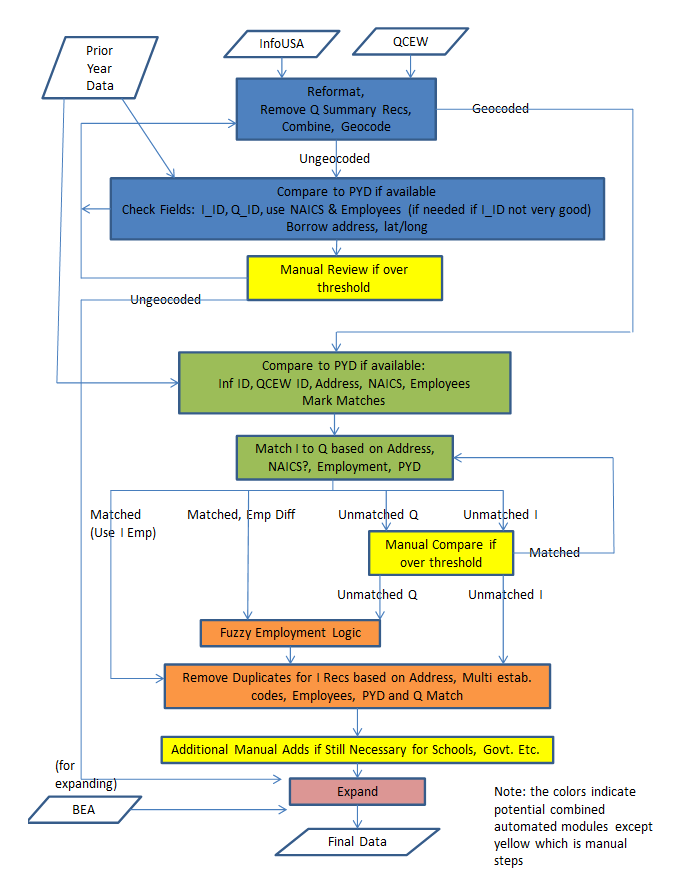 InfoUSA
QCEW
Prior
Year
Data
Reformat,
Remove Q Summary Recs,
Combine, Geocode
Geocoded
Ungeocoded
Compare to PYD if available
Check Fields: I_ID, Q_ID, use NAICS & Employees (if needed if I_ID not very good)
Borrow address, lat/long
Manual Review if over
threshold
Ungeocoded
Compare to PYD if available:
Inf ID, QCEW ID, Address, NAICS, Employees
Mark Matches
Match I to Q based on Address,
NAICS?, Employment, PYD
Matched
(Use I Emp)
Matched, Emp Diff
Unmatched Q
Unmatched I
Manual Compare if
over threshold
Matched
Unmatched Q
Unmatched I
Fuzzy Employment Logic
Remove Duplicates for I Recs based on Address, Multi estab.
codes, Employees, PYD and Q Match
Additional Manual Adds if Still Necessary for Schools, Govt. Etc.
(for
expanding)
Expand
BEA
Final Data
Note: the colors indicate
potential combined
automated modules except
yellow which is manual
steps